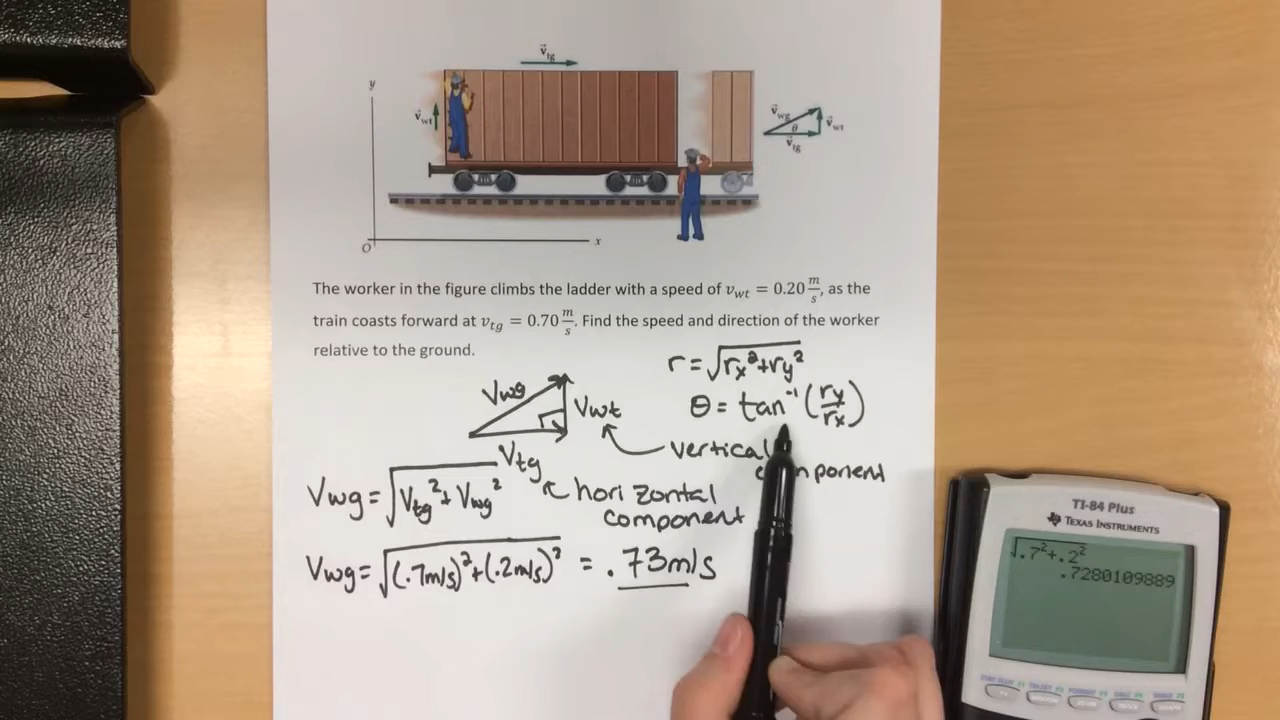 v⃗tg
y
v⃗wt
v⃗wg
θ
v⃗wt
v⃗tg
O
x
The worker in the figure climbs the ladder with a speed of vwt = 0.20 m/s, as the
train coasts forward at vtg = 0.70 m/s. Find the speed and direction of the worker
relative to the ground.
r = √(rx² + ry²)
Vwg
Vwt
θ = tan⁻¹(ry/rx)
vertical
component
Vtg
horizontal
component
Vwg = √(Vtg² + Vwg²)
Vwg = √((.7m/s)² + (.2m/s)²) = .73m/s
TI-84 Plus
TEXAS INSTRUMENTS
√.7²+.2²
.7280109889